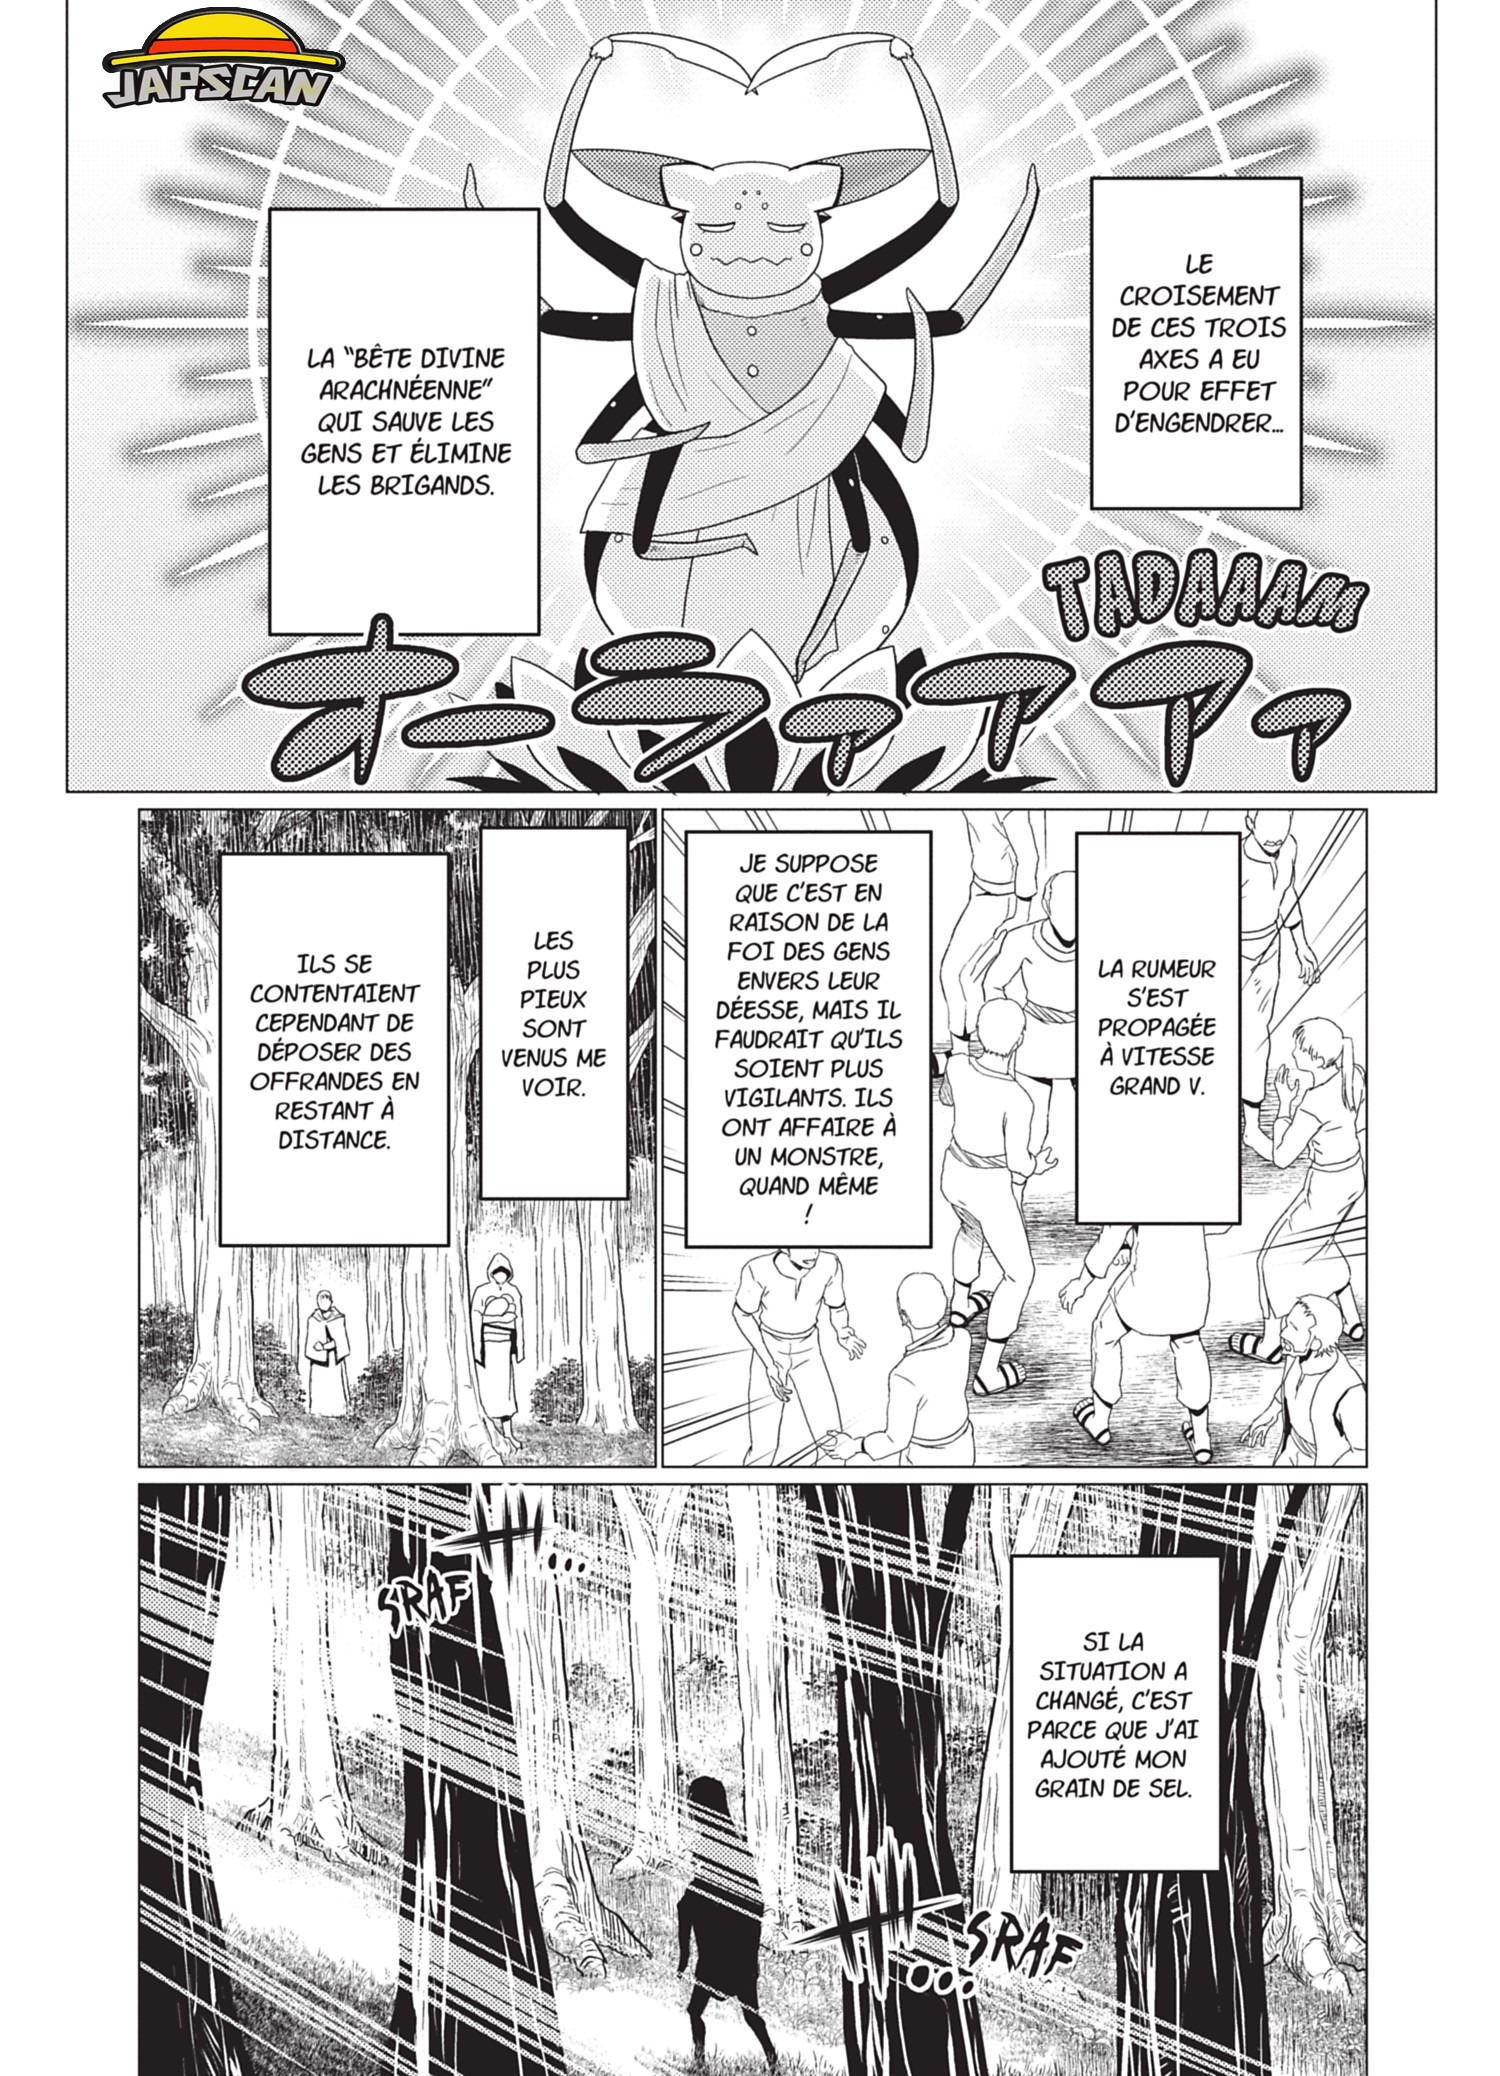 JAPSCAN
LE
CROISEMENT
DE CES TROIS
AXES A EU
POUR EFFET
D'ENGENDRER...
LA "BÊTE DIVINE
ARACHNÉENNE"
QUI SAUVE LES
GENS ET ÉLIMINE
LES BRIGANDS.
TADAAAAM
オーラァアアァ
LA RUMEUR
S'EST
PROPAGÉE
À VITESSE
GRAND V.
JE SUPPOSE
QUE C'EST EN
RAISON DE LA
FOI DES GENS
ENVERS LEUR
DÉESSE, MAIS IL
FAUDRAIT QU'ILS
SOIENT PLUS
VIGILANTS. ILS
ONT AFFAIRE À
UN MONSTRE,
QUAND MÊME
!
LES
PLUS
PIEUX
SONT
VENUS ME
VOIR.
ILS SE
CONTENTAIENT
CEPENDANT DE
DÉPOSER DES
OFFRANDES EN
RESTANT À
DISTANCE.
SI LA
SITUATION A
CHANGÉ, C'EST
PARCE QUE J'AI
AJOUTÉ MON
GRAIN DE SEL.
サ...
SRAF
サ...
SRAF